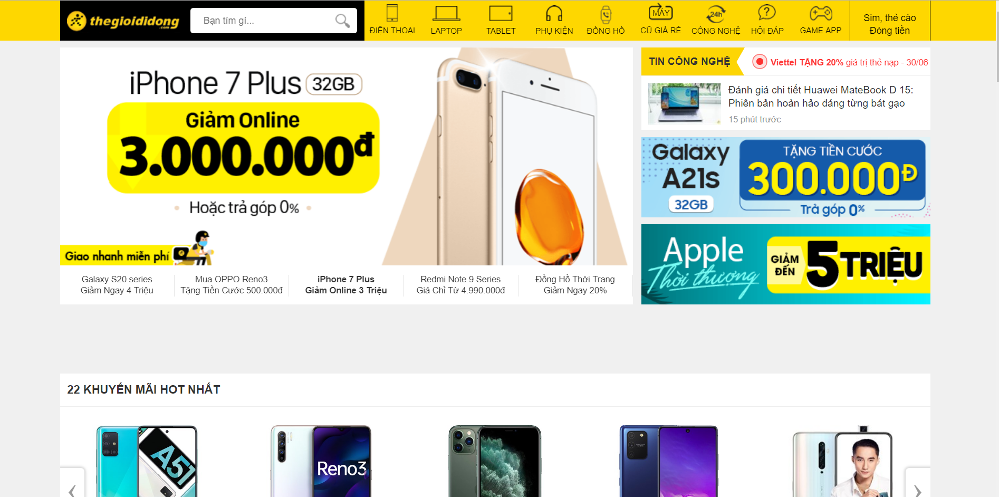 thegioididong
.com
Bạn tìm gì...
ĐIỆN THOẠI
LAPTOP
TABLET
PHỤ KIỆN
ĐỒNG HỒ
MÁY
CŨ GIÁ RẺ
24h
CÔNG NGHỆ
HỎI ĐÁP
GAME APP
Sim, thẻ cào
Đóng tiền
iPhone 7 Plus 32GB
Giảm Online
3.000.000đ
Hoặc trả góp 0%
Giao nhanh miễn phí
Galaxy S20 series
Giảm Ngay 4 Triệu
Mua OPPO Reno3
Tặng Tiền Cước 500.000đ
iPhone 7 Plus
Giảm Online 3 Triệu
Redmi Note 9 Series
Giá Chỉ Từ 4.990.000đ
Đồng Hồ Thời Trang
Giảm Ngay 20%
TIN CÔNG NGHỆ
Viettel TẶNG 20% giá trị thẻ nạp - 30/06
Đánh giá chi tiết Huawei MateBook D 15:
Phiên bản hoàn hảo đáng từng bát gạo
15 phút trước
Galaxy
A21s
32GB
TẶNG TIỀN CƯỚC
300.000Đ
Trả góp 0%
Apple
Thời thượng
GIẢM
ĐẾN
5 TRIỆU
22 KHUYẾN MÃI HOT NHẤT
A51
Reno3